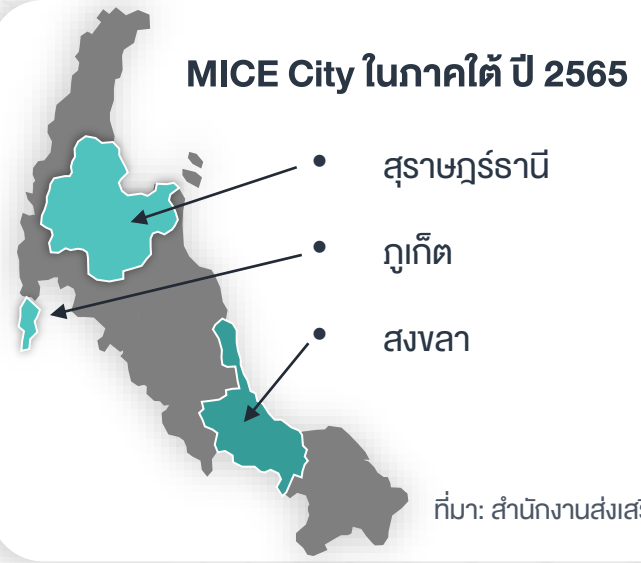 MICE City ในภาคใต้ ปี 2565
• สุราษฎร์ธานี
• ภูเก็ต
• สงขลา
ที่มา: สำนักงานส่งเสริ